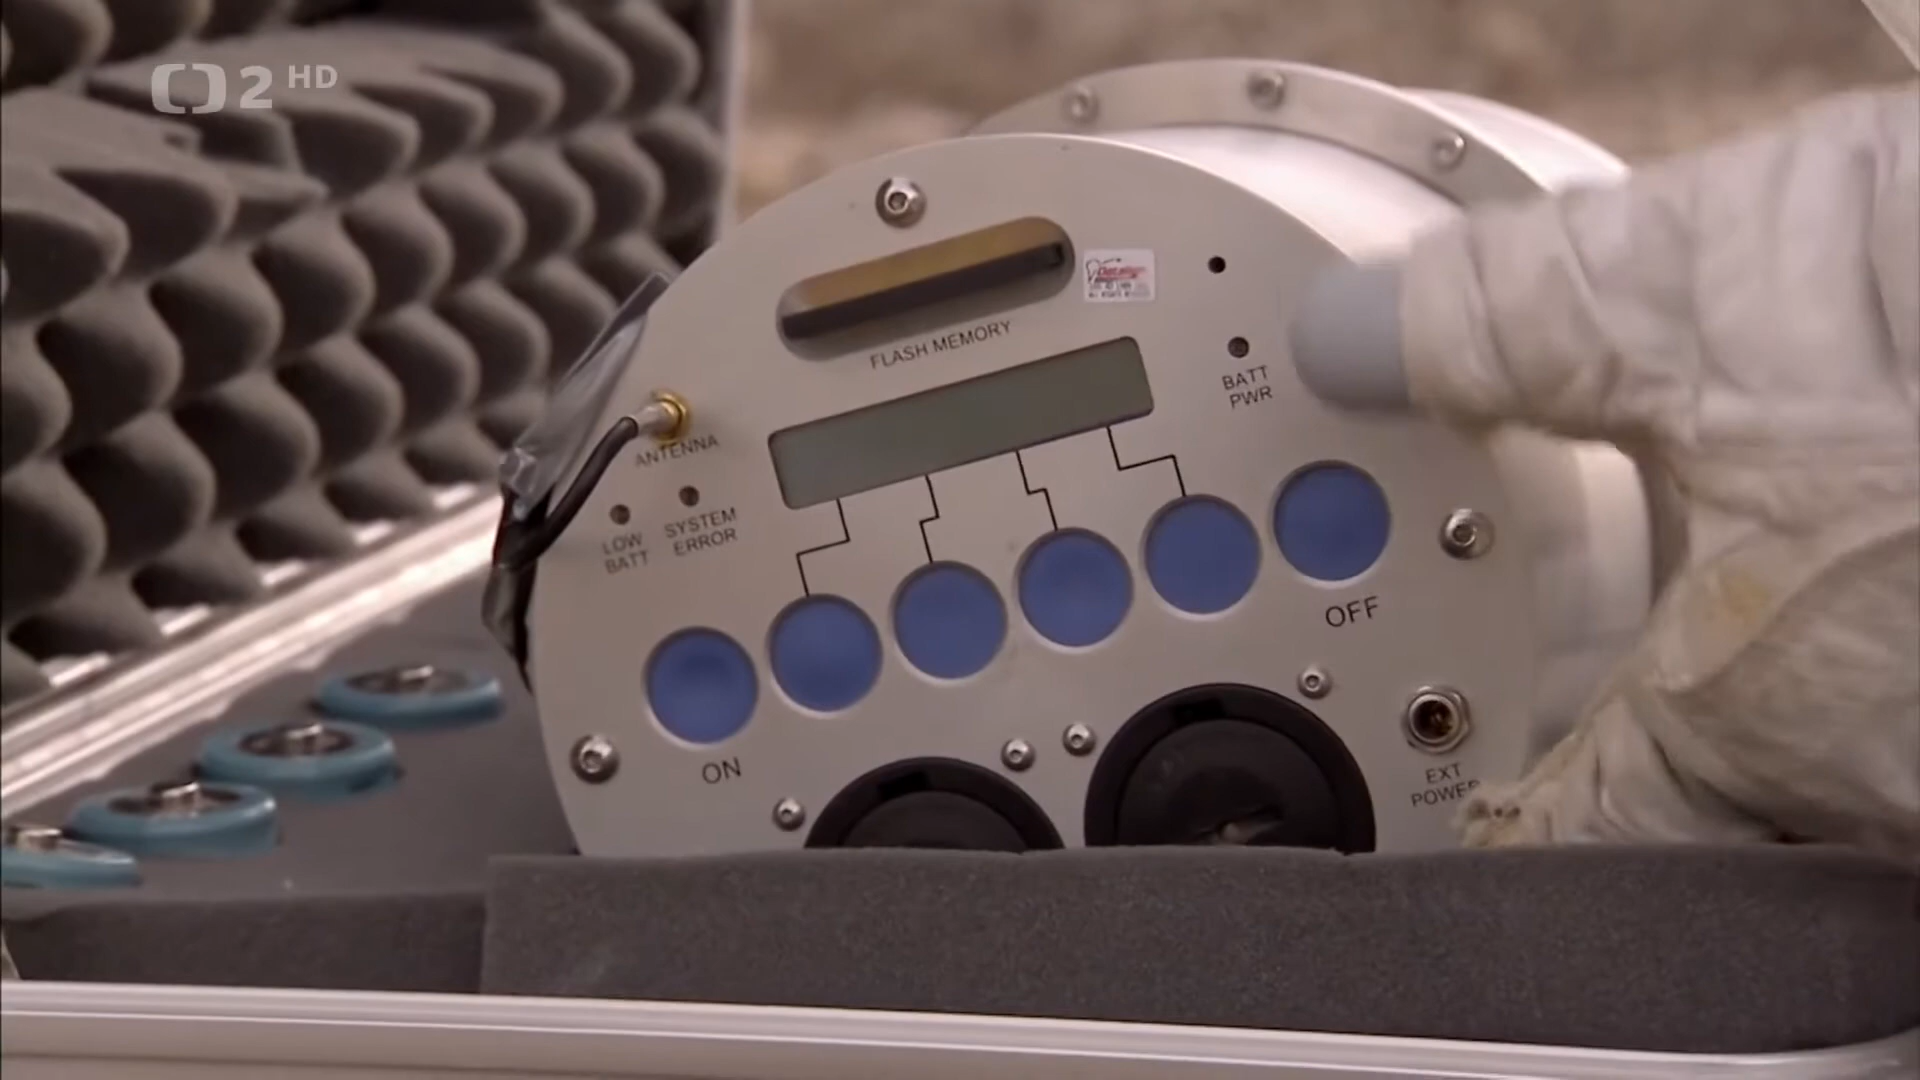 2 HD
FLASH MEMORY
ANTENNA
BATT
PWR
LOW
BATT
SYSTEM
ERROR
OFF
ON
EXT
POWER